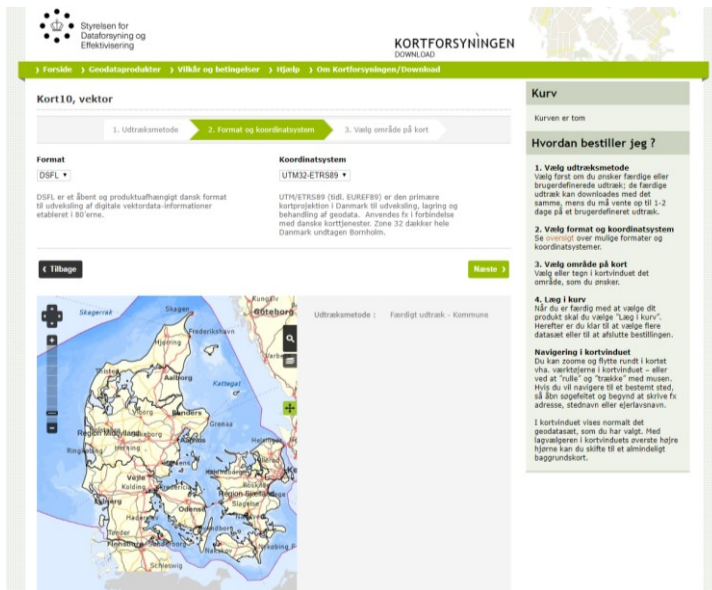 Styrelsen for
Dataforsyning og
Effektivisering
KORTFORSYNINGEN
DOWNLOAD
Forside
Geodataprodukter
Vilkår og betingelser
Hjælp
Om Kortforsyningen/Download
Kort10, vektor
1. Udtræksmetode
2. Format og koordinatsystem
3. Vælg område på kort
Format
DSFL
DSFL er et åbent og produktuafhængigt dansk format
til udveksling af digitale vektordata-informationer
etableret i 80'erne.
Koordinatsystem
UTM32-ETRS89
UTM/ETRS89 (tidl. EUREF89) er den primære
kortprojektion i Danmark til udveksling, lagring og
behandling af geodata. Anvendes fx i forbindelse
med danske korttjenester. Zone 32 dækker hele
Danmark undtagen Bornholm.
Tilbage
Næste
Skagerrak
Skagen
Göteborg
Frederikshavn
Hjørring
Aalborg
Kattegat
Viborg
Randers
Grenaa
Region Midtjylland
Herning
Vejle
Kolding
Esbjerg
Odense
Region Sjælland
Slagelse
Tønder
Flensborg
Nakskov
Schleswig
Udtræksmetode :
Færdigt udtræk - Kommune
Kurv
Kurven er tom
Hvordan bestiller jeg ?
1. Vælg udtræksmetode
Vælg først om du ønsker færdige eller
brugerdefinerede udtræk; de færdige
udtræk kan downloades med det
samme, mens du må vente op til 1-2
dage på et brugerdefineret udtræk.
2. Vælg format og koordinatsystem
Se oversigt over mulige formater og
koordinatsystemer.
3. Vælg område på kort
Vælg eller tegn i kortvinduet det
område, som du ønsker.
4. Læg i kurv
Når du er færdig med at vælge dit
produkt skal du vælge "Læg i kurv".
Herefter er du klar til at vælge flere
datasæt eller til at afslutte bestillingen.
Navigering i kortvinduet
Du kan zoome og flytte rundt i kortet
vha. værktøjerne i kortvinduet – eller
ved at "rulle" og "trække" med musen.
Hvis du vil navigere til et bestemt sted,
så åbn søgefeltet og begynd at skrive fx
adresse, stednavn eller ejerlavsnavn.
I kortvinduet vises normalt det
geodatasæt, som du har valgt. Med
lagvælgeren i kortvinduets øverste højre
hjørne kan du skifte til et almindeligt
baggrundskort.